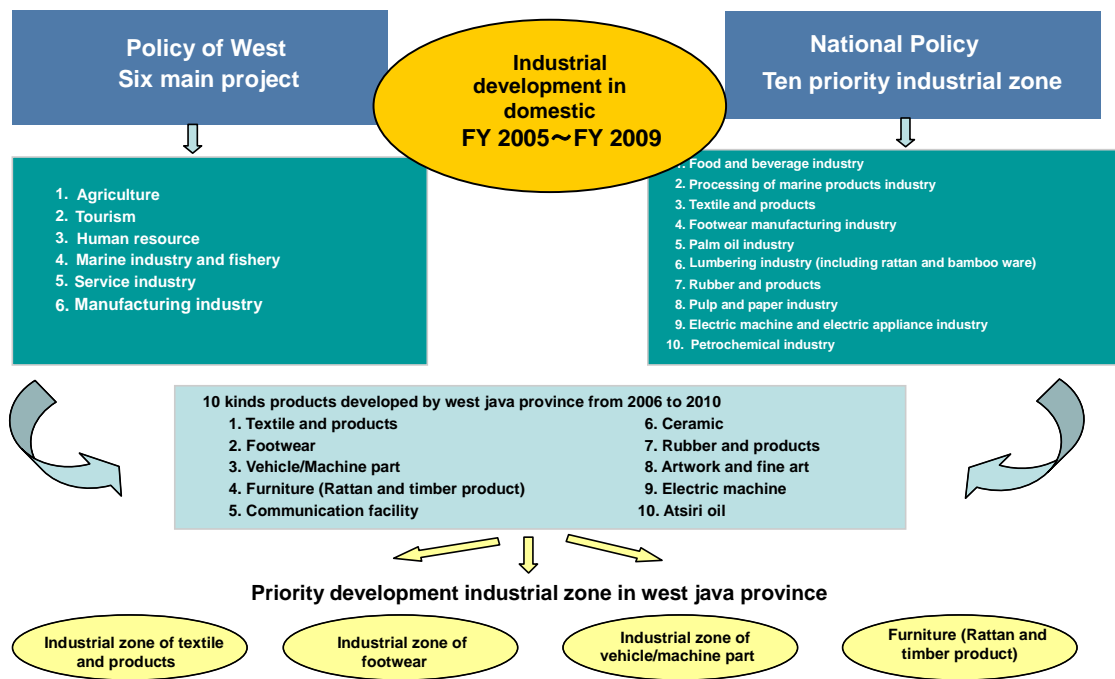 Policy of West
Six main project
Industrial
development in
domestic
FY 2005～FY 2009
National Policy
Ten priority industrial zone
1. Agriculture
2. Tourism
3. Human resource
4. Marine industry and fishery
5. Service industry
6. Manufacturing industry
1. Food and beverage industry
2. Processing of marine products industry
3. Textile and products
4. Footwear manufacturing industry
5. Palm oil industry
6. Lumbering industry (including rattan and bamboo ware)
7. Rubber and products
8. Pulp and paper industry
9. Electric machine and electric appliance industry
10. Petrochemical industry
10 kinds products developed by west java province from 2006 to 2010
1. Textile and products
2. Footwear
3. Vehicle/Machine part
4. Furniture (Rattan and timber product)
5. Communication facility
6. Ceramic
7. Rubber and products
8. Artwork and fine art
9. Electric machine
10. Atsiri oil
Priority development industrial zone in west java province
Industrial zone of textile
and products
Industrial zone of
footwear
Industrial zone of
vehicle/machine part
Furniture (Rattan and
timber product)